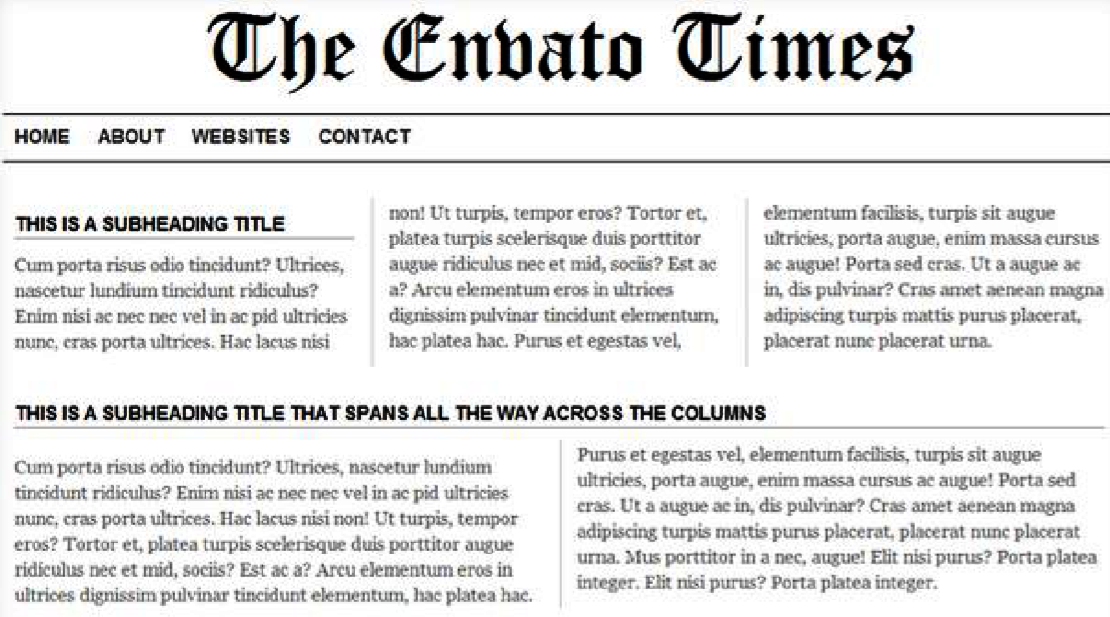 The Envato Times
HOME ABOUT WEBSITES CONTACT
THIS IS A SUBHEADING TITLE
Cum porta risus odio tincidunt? Ultrices,
nascetur lundium tincidunt ridiculus?
Enim nisi ac nec nec vel in ac pid ultricies
nunc, cras porta ultrices. Hac lacus nisi
non! Ut turpis, tempor eros? Tortor et,
platea turpis scelerisque duis porttitor
augue ridiculus nec et mid, sociis? Est ac
a? Arcu elementum eros in ultrices
dignissim pulvinar tincidunt elementum,
hac platea hac. Purus et egestas vel,
elementum facilisis, turpis sit augue
ultricies, porta augue, enim massa cursus
ac augue! Porta sed cras. Ut a augue ac
in, dis pulvinar? Cras amet aenean magna
adipiscing turpis mattis purus placerat,
placerat nunc placerat urna.
THIS IS A SUBHEADING TITLE THAT SPANS ALL THE WAY ACROSS THE COLUMNS
Cum porta risus odio tincidunt? Ultrices, nascetur lundium
tincidunt ridiculus? Enim nisi ac nec nec vel in ac pid ultricies
nunc, cras porta ultrices. Hac lacus nisi non! Ut turpis, tempor
eros? Tortor et, platea turpis scelerisque duis porttitor augue
ridiculus nec et mid, sociis? Est ac a? Arcu elementum eros in
ultrices dignissim pulvinar tincidunt elementum, hac platea hac.
Purus et egestas vel, elementum facilisis, turpis sit augue
ultricies, porta augue, enim massa cursus ac augue! Porta sed
cras. Ut a augue ac in, dis pulvinar? Cras amet aenean magna
adipiscing turpis mattis purus placerat, placerat nunc placerat
urna. Mus porttitor in a nec, augue! Elit nisi purus? Porta platea
integer. Elit nisi purus? Porta platea integer.